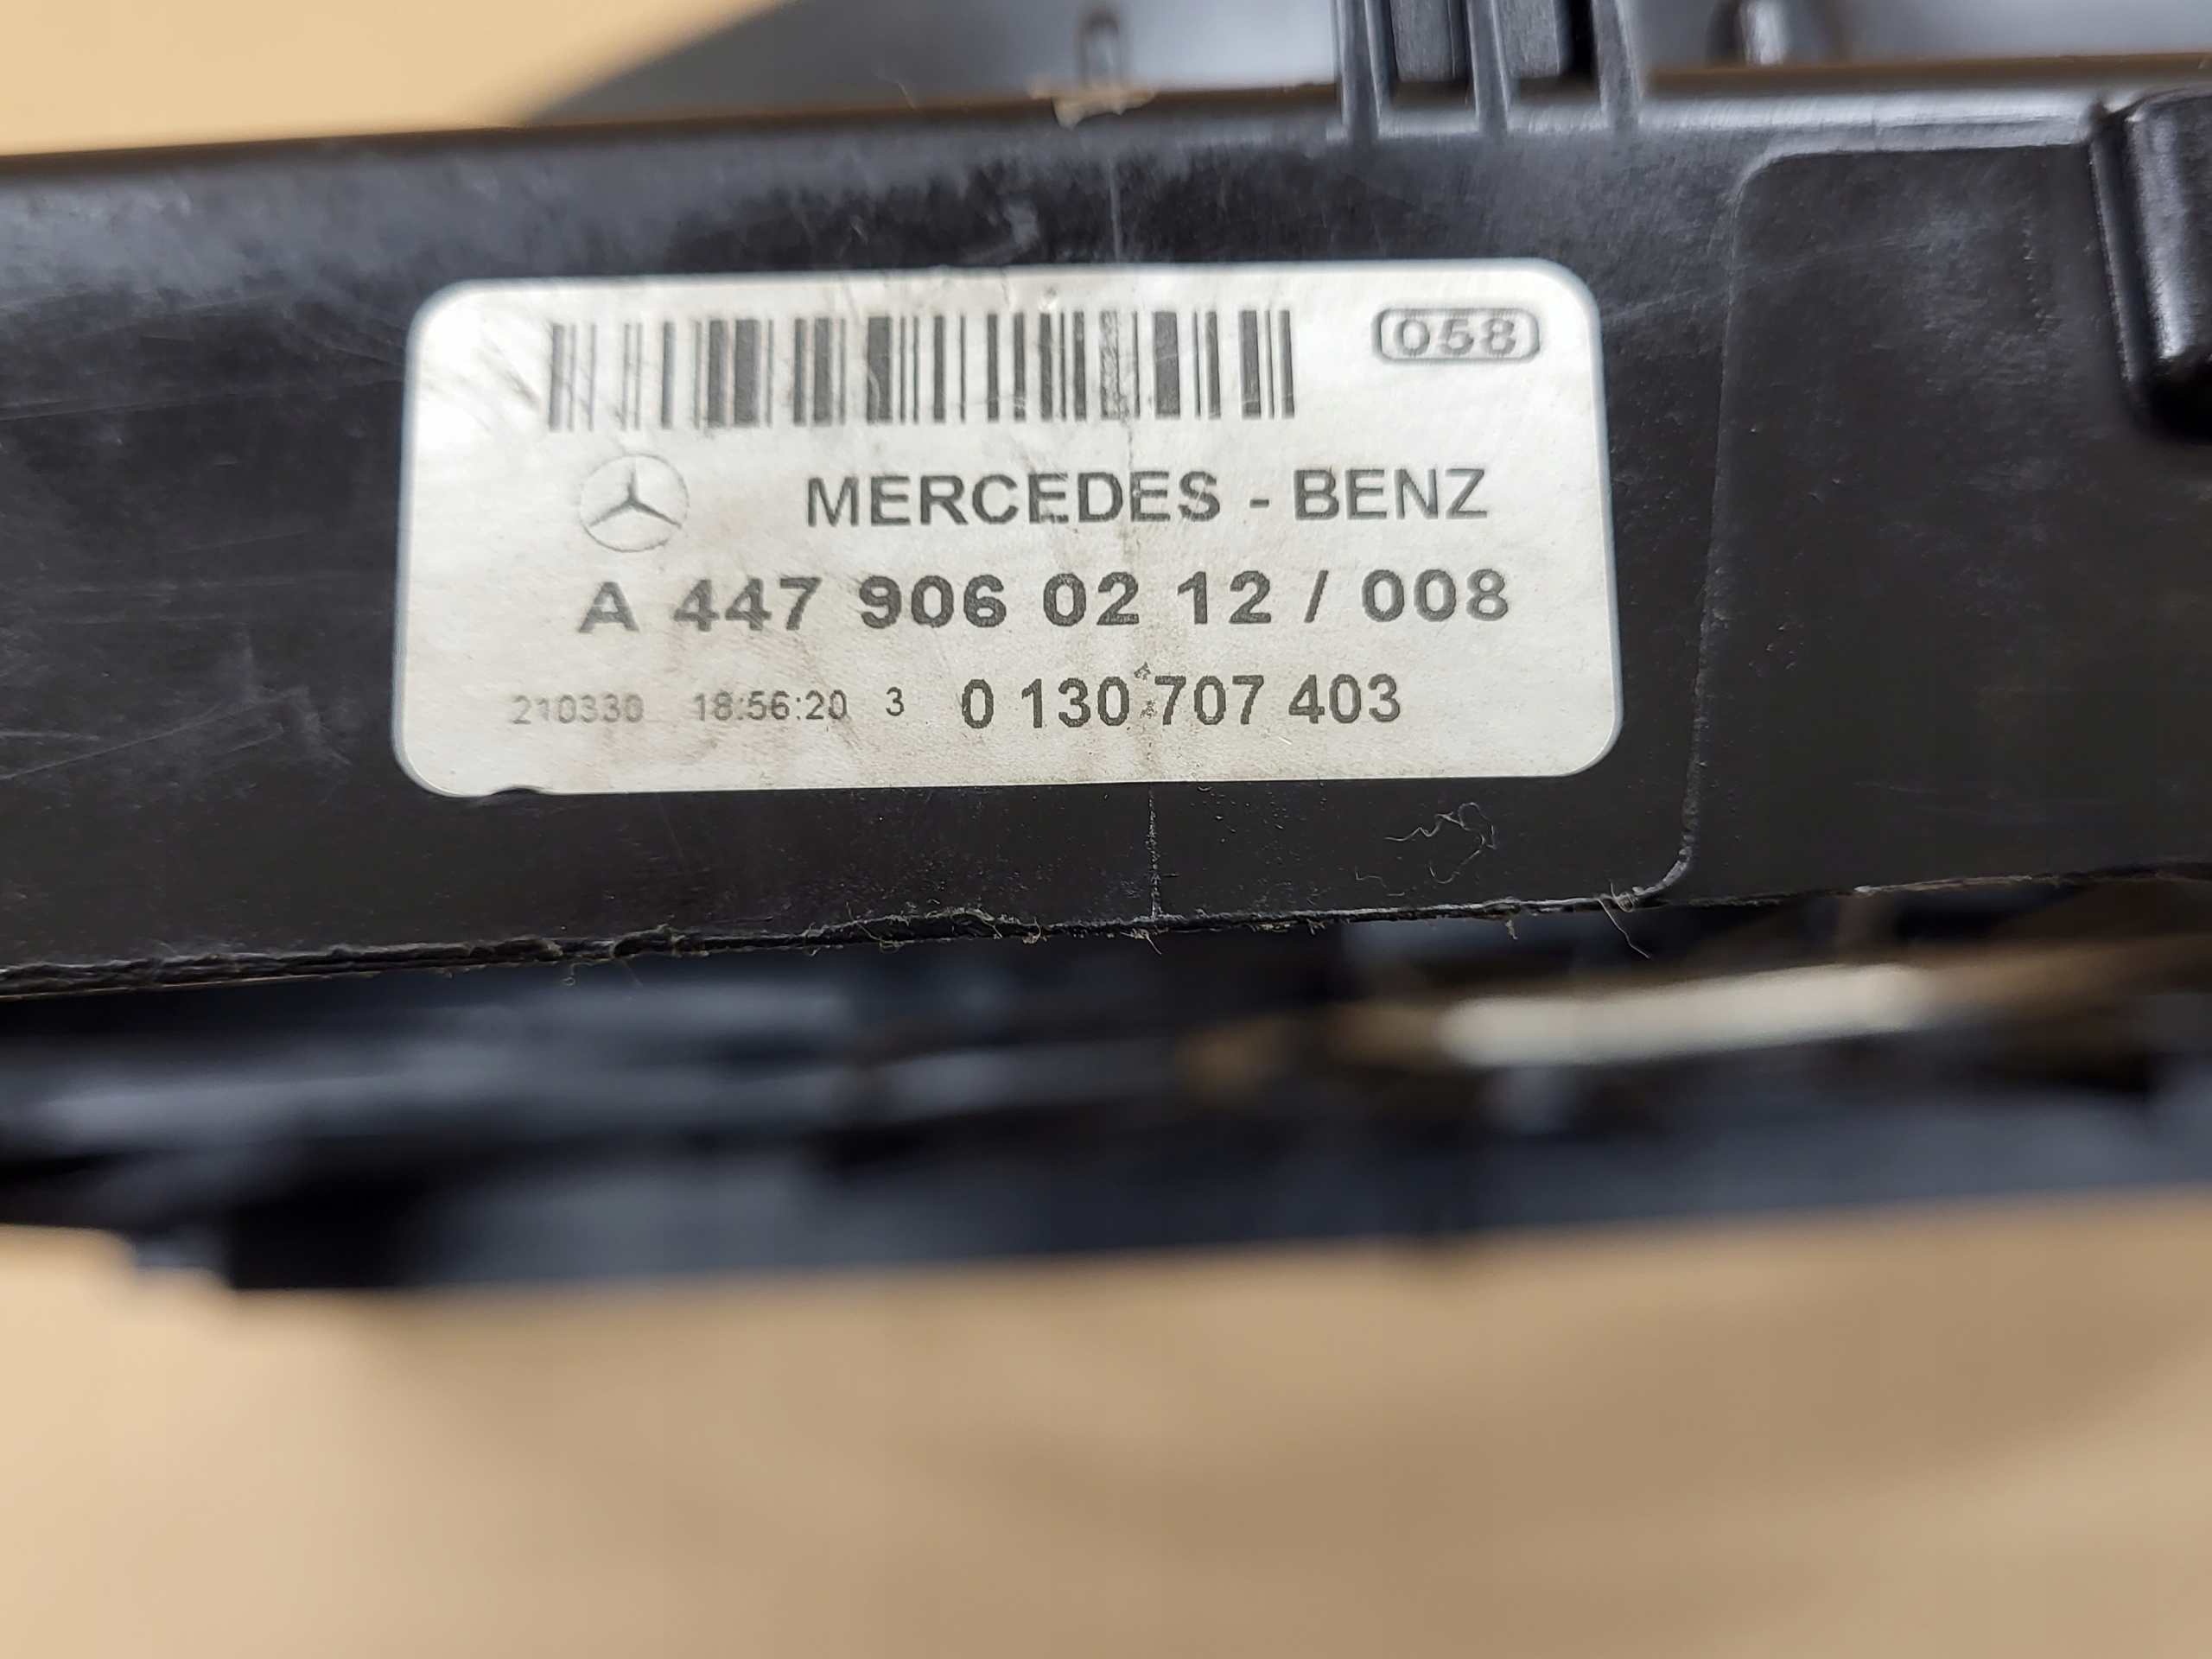 058
MERCEDES - BENZ
A 447 906 02 12 / 008
210330 18:56:20 3 0 130 707 403